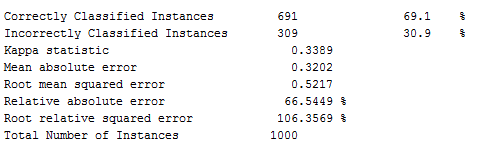 Correctly Classified Instances 691 69.1 %
Incorrectly Classified Instances 309 30.9 %
Kappa statistic 0.3389
Mean absolute error 0.3202
Root mean squared error 0.5217
Relative absolute error 66.5449 %
Root relative squared error 106.3569 %
Total Number of Instances 1000